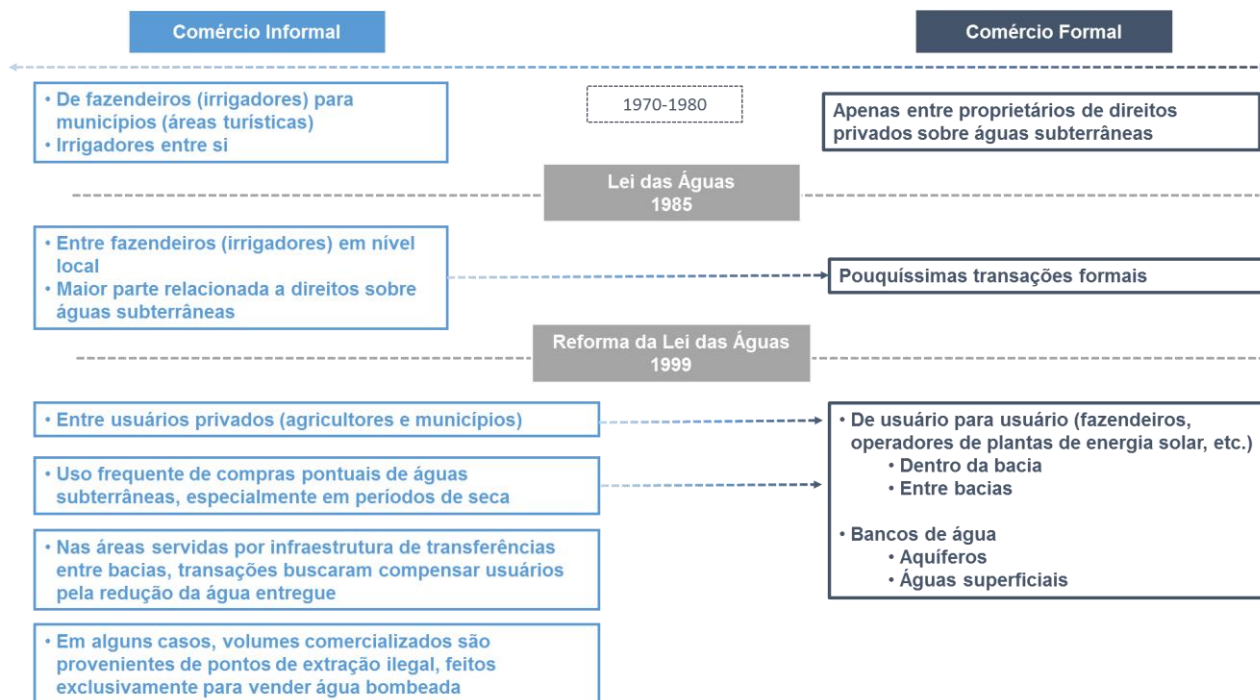 Comércio Informal
Comércio Formal
• De fazendeiros (irrigadores) para
municípios (áreas turísticas)
• Irrigadores entre si
1970-1980
Apenas entre proprietários de direitos
privados sobre águas subterrâneas
Lei das Águas
1985
• Entre fazendeiros (irrigadores) em nível
local
• Maior parte relacionada a direitos sobre
águas subterrâneas
Pouquíssimas transações formais
Reforma da Lei das Águas
1999
• Entre usuários privados (agricultores e municípios)
• Uso frequente de compras pontuais de águas
subterrâneas, especialmente em períodos de seca
• Nas áreas servidas por infraestrutura de transferências
entre bacias, transações buscaram compensar usuários
pela redução da água entregue
• Em alguns casos, volumes comercializados são
provenientes de pontos de extração ilegal, feitos
exclusivamente para vender água bombeada
• De usuário para usuário (fazendeiros,
operadores de plantas de energia solar, etc.)
• Dentro da bacia
• Entre bacias
• Bancos de água
• Aquíferos
• Águas superficiais